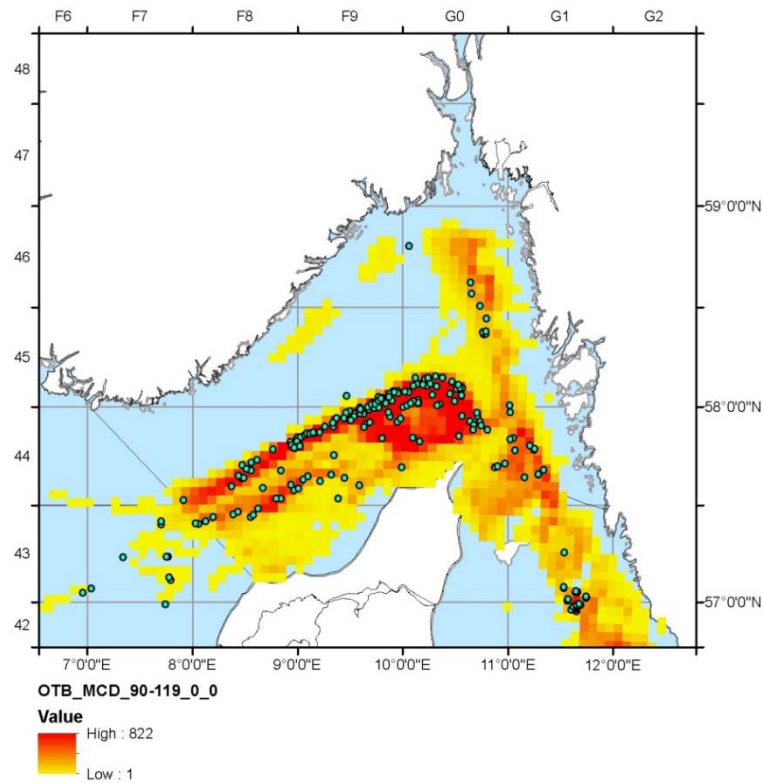 F6 F7 F8 F9 G0 G1 G2
48
47
59°0'0"N
46
45
58°0'0"N
44
43
57°0'0"N
42
7°0'0"E 8°0'0"E 9°0'0"E 10°0'0"E 11°0'0"E 12°0'0"E
OTB_MCD_90-119_0_0
Value
High : 822
Low : 1